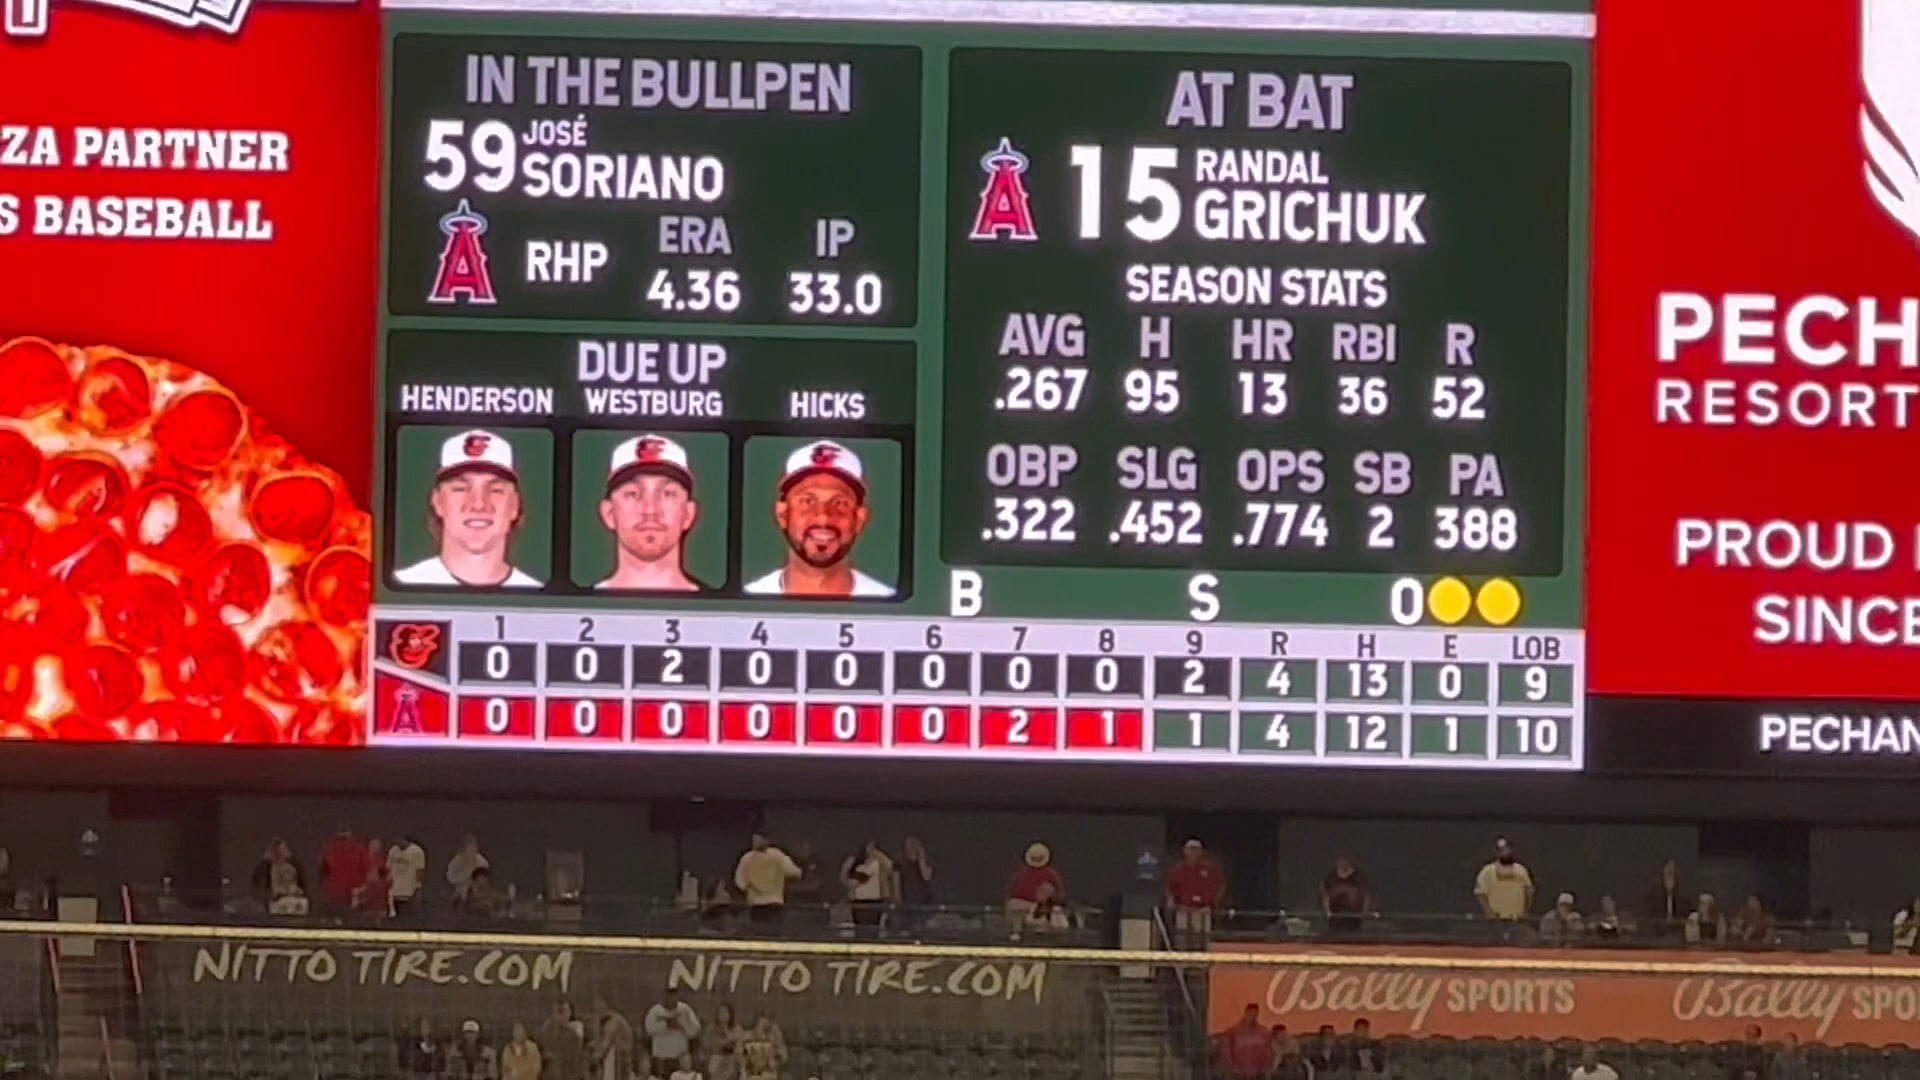 ZA PARTNER
S BASEBALL
IN THE BULLPEN
59 JOSÉ
SORIANO
RHP
ERA IP
4.36 33.0
DUE UP
HENDERSON WESTBURG HICKS
AT BAT
15 RANDAL
GRICHUK
SEASON STATS
AVG H HR RBI R
.267 95 13 36 52
OBP SLG OPS SB PA
.322 .452 .774 2 388
B S O
1 2 3 4 5 6 7 8 9 R H E LOB
0 0 2 0 0 0 0 0 2 4 13 0 9
A 0 0 0 0 0 0 2 1 1 4 12 1 10
PECH
RESORT
PROUD
SINCE
PECHAN
NITTO TIRE.COM NITTO TIRE.COM
Bally SPORTS Bally SPO